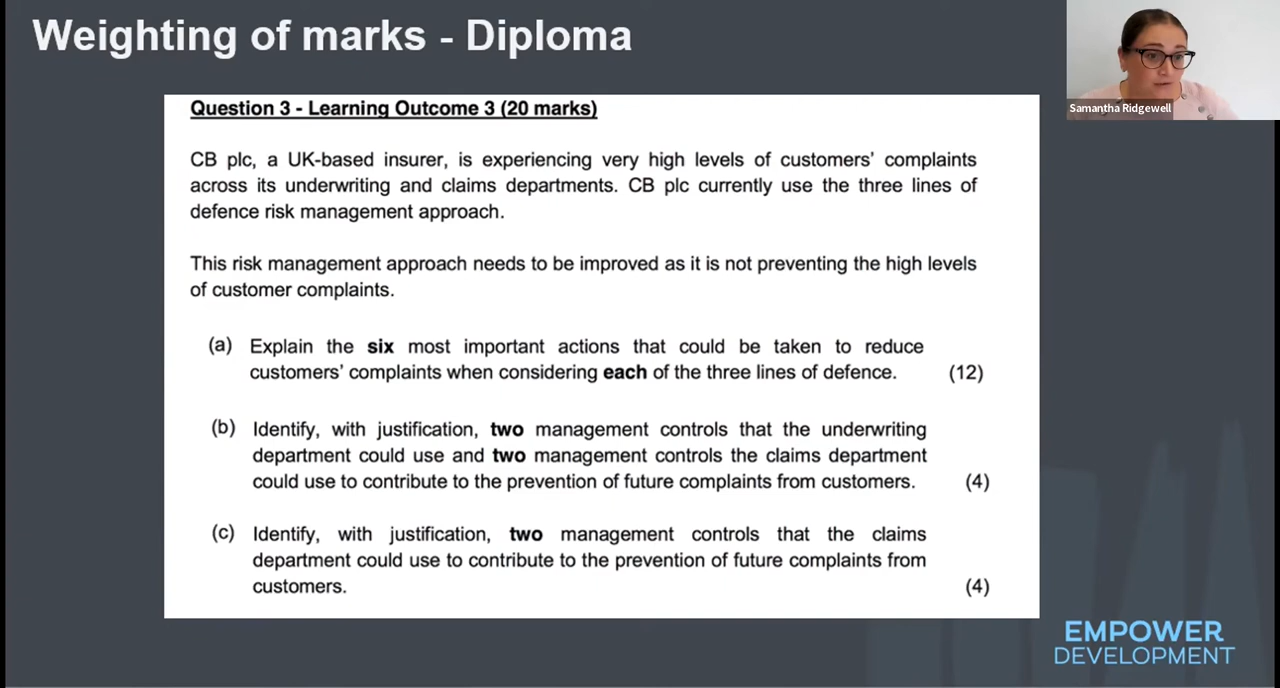 Weighting of marks - Diploma
Samantha Ridgewell
Question 3 - Learning Outcome 3 (20 marks)
CB plc, a UK-based insurer, is experiencing very high levels of customers' complaints
across its underwriting and claims departments. CB plc currently use the three lines of
defence risk management approach.
This risk management approach needs to be improved as it is not preventing the high levels
of customer complaints.
(a) Explain the six most important actions that could be taken to reduce
customers' complaints when considering each of the three lines of defence. (12)
(b) Identify, with justification, two management controls that the underwriting
department could use and two management controls the claims department
could use to contribute to the prevention of future complaints from customers. (4)
(c) Identify, with justification, two management controls that the claims
department could use to contribute to the prevention of future complaints from
customers. (4)
EMPOWER
DEVELOPMENT